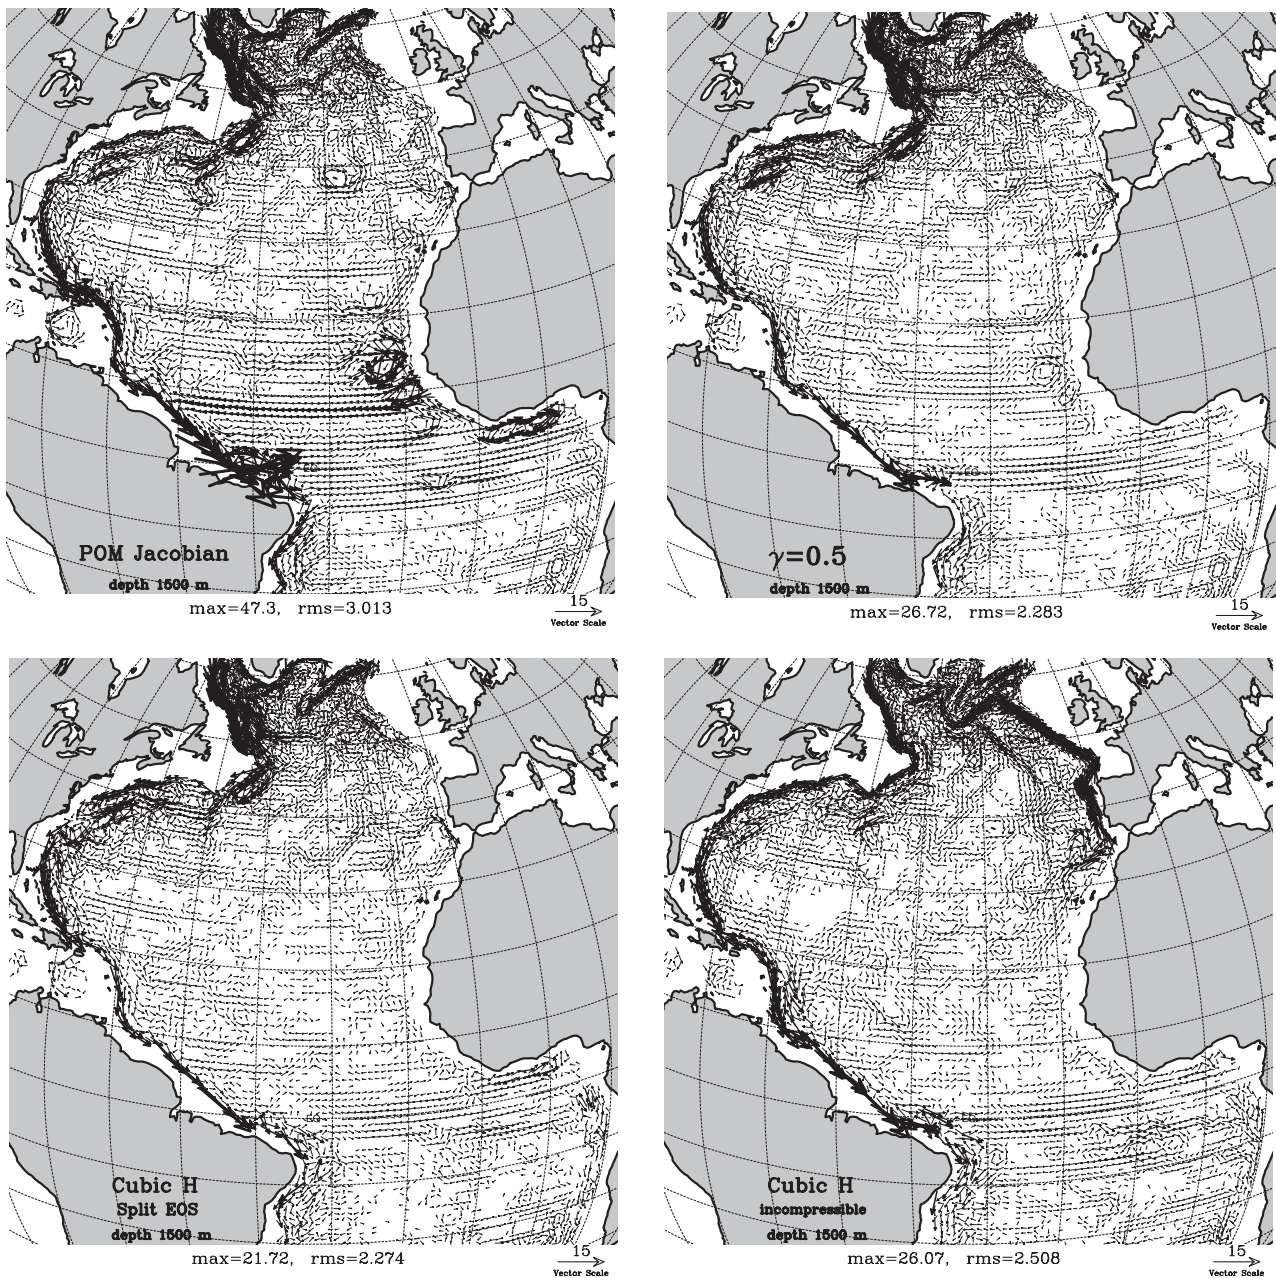 POM Jacobian
depth 1500 m
max=47.3, rms=3.013
15
Vector Scale
γ=0.5
depth 1500 m
max=26.72, rms=2.283
15
Vector Scale
Cubic H
Split EOS
depth 1500 m
max=21.72, rms=2.274
15
Vector Scale
Cubic H
incompressible
depth 1500 m
max=26.07, rms=2.508
15
Vector Scale